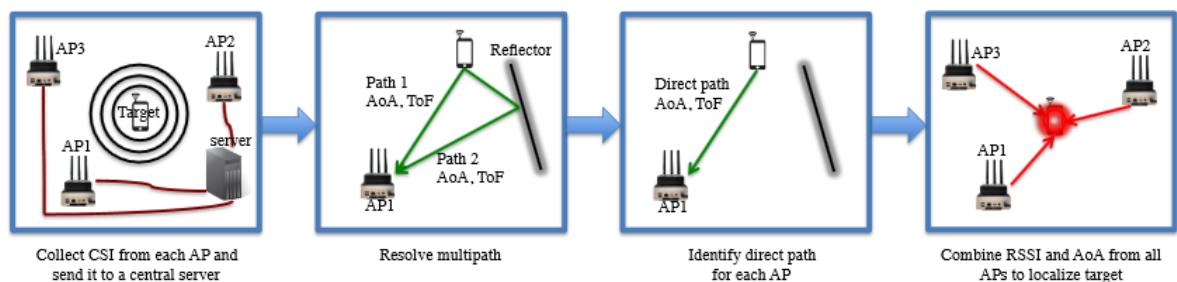 AP3
AP2
Target
server
AP1
Collect CSI from each AP and
send it to a central server
Reflector
Path 1
AoA, ToF
Path 2
AoA, ToF
AP1
Resolve multipath
Direct path
AoA, ToF
AP1
Identify direct path
for each AP
AP3
AP2
AP1
Combine RSSI and AoA from all
APs to localize target